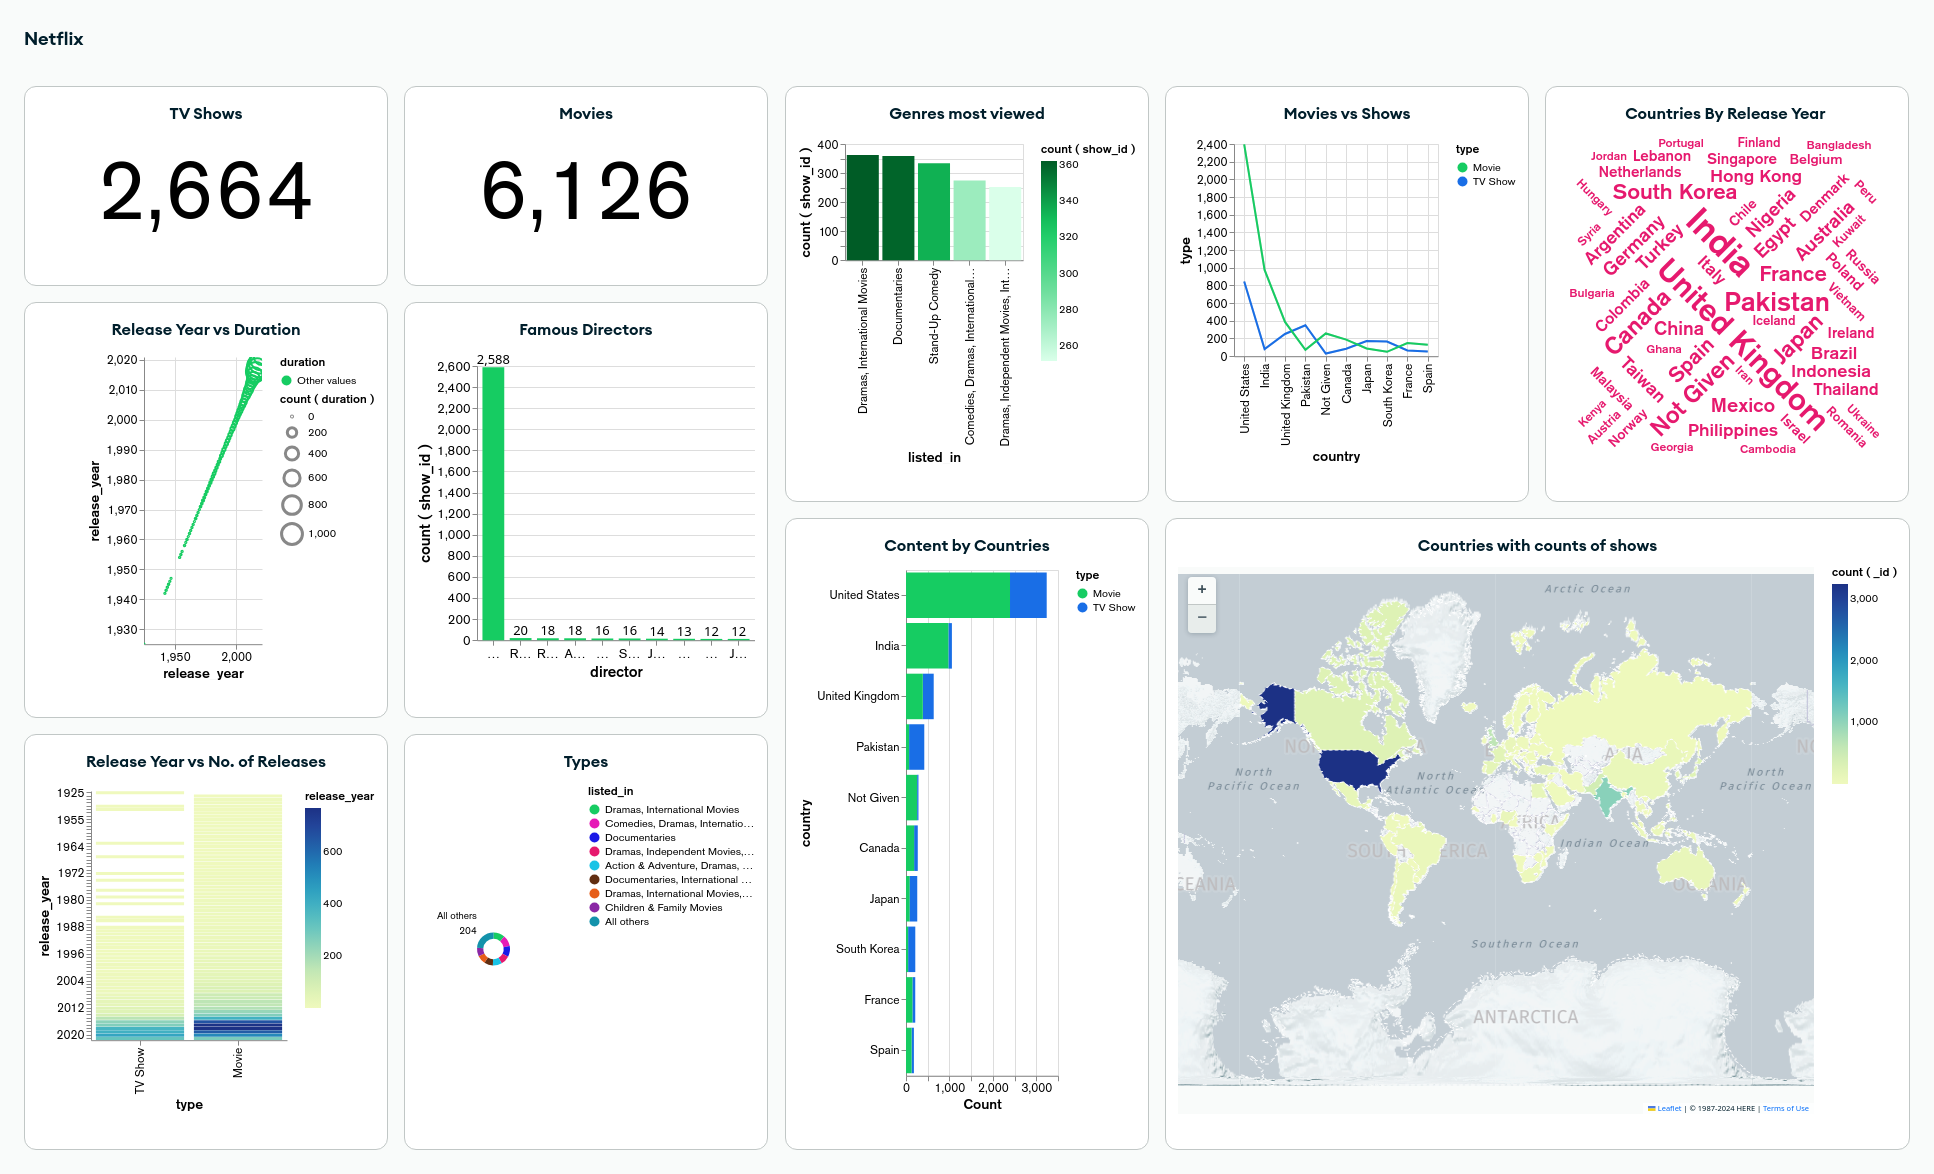 Netflix
TV Shows
2,664
Movies
6,126
Genres most viewed
count ( show_id )
400
300
200
100
0
Dramas, International Movies
Documentaries
Stand-Up Comedy
Comedies, Dramas, International…
Dramas, Independent Movies, Int…
listed_in
count ( show_id )
360
340
320
300
280
260
Movies vs Shows
type
2,400
2,200
2,000
1,800
1,600
1,400
1,200
1,000
800
600
400
200
0
United States
India
United Kingdom
Pakistan
Not Given
Canada
Japan
South Korea
France
Spain
country
type
Movie
TV Show
Countries By Release Year
Portugal
Finland
Bangladesh
Jordan
Lebanon
Singapore
Belgium
Netherlands
Hong Kong
South Korea
Hungary
Peru
Denmark
Nigeria
Chile
Syria
Argentina
Germany
Turkey
India
Egypt
Australia
Kuwait
Italy
France
Poland
Russia
Bulgaria
Colombia
Canada
United Kingdom
Pakistan
Vietnam
China
Iceland
Japan
Ireland
Ghana
Spain
Brazil
Malaysia
Taiwan
Iran
Indonesia
Thailand
Not Given
Mexico
Kenya
Austria
Norway
Philippines
Israel
Romania
Ukraine
Georgia
Cambodia
Release Year vs Duration
release_year
2,020
2,010
2,000
1,990
1,980
1,970
1,960
1,950
1,940
1,930
1,950
2,000
release_year
duration
Other values
count ( duration )
0
200
400
600
800
1,000
Famous Directors
count ( show_id )
2,600
2,400
2,200
2,000
1,800
1,600
1,400
1,200
1,000
800
600
400
200
0
2,588
20
18
18
16
16
14
13
12
12
…
R…
R…
A…
…
S…
J…
…
…
J…
director
Content by Countries
country
United States
India
United Kingdom
Pakistan
Not Given
Canada
Japan
South Korea
France
Spain
0
1,000
2,000
3,000
Count
type
Movie
TV Show
Countries with counts of shows
+
−
Arctic Ocean
North
Pacific Ocean
North
Atlantic Ocea
North
Pacific Ocean
Indian Ocean
Southern Ocean
ANTARCTICA
Leaflet | © 1987-2024 HERE | Terms of Use
count ( _id )
3,000
2,000
1,000
Release Year vs No. of Releases
release_year
1925
1955
1964
1972
1980
1988
1996
2004
2012
2020
TV Show
Movie
type
release_year
600
400
200
Types
All others
204
listed_in
Dramas, International Movies
Comedies, Dramas, Internatio…
Documentaries
Dramas, Independent Movies,…
Action & Adventure, Dramas, …
Documentaries, International …
Dramas, International Movies,…
Children & Family Movies
All others